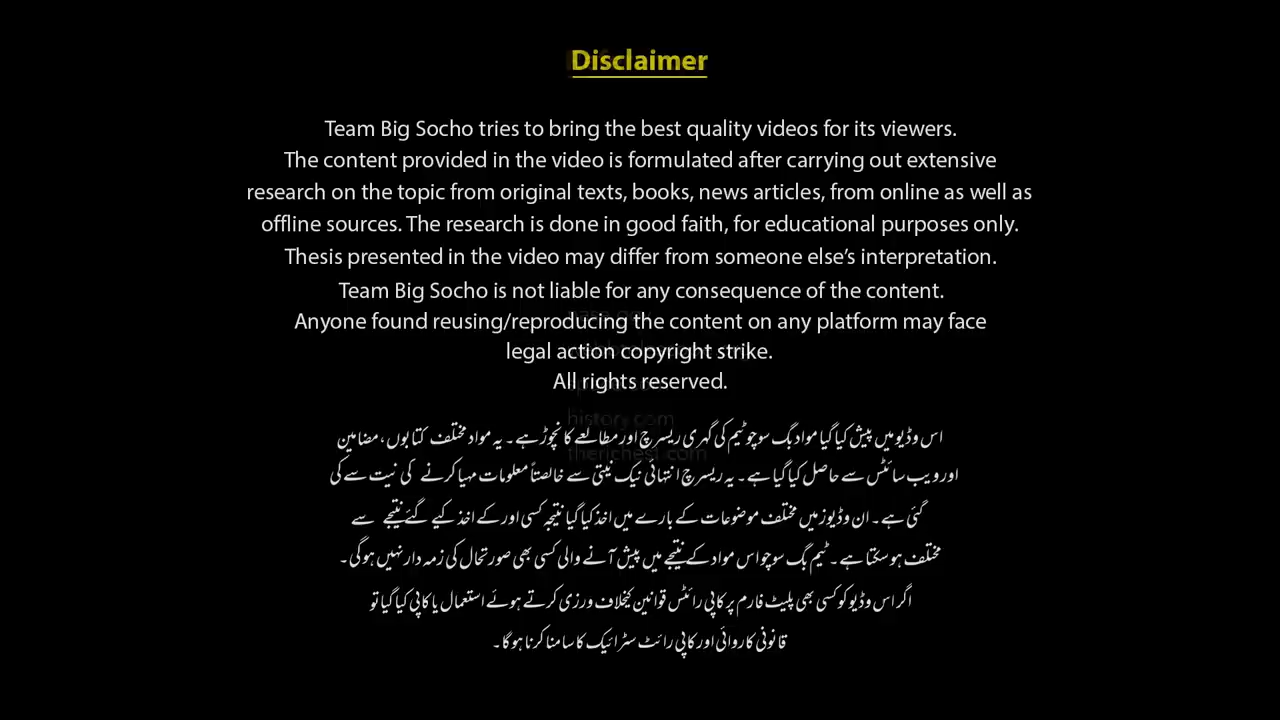 Disclaimer
Team Big Socho tries to bring the best quality videos for its viewers.
The content provided in the video is formulated after carrying out extensive
research on the topic from original texts, books, news articles, from online as well as
offline sources. The research is done in good faith, for educational purposes only.
Thesis presented in the video may differ from someone else's interpretation.
Team Big Socho is not liable for any consequence of the content.
Anyone found reusing/reproducing the content on any platform may face
legal action copyright strike.
All rights reserved.
history.com
اس وڈیو میں پیش کیا گیا مواد بگ سوچو ٹیم کی گہری ریسرچ اور مطالعے کا نچوڑ ہے۔ یہ مواد مختلف کتابوں، مضامین
therichest.com
اور ویب سائٹس سے حاصل کیا گیا ہے۔ یہ ریسرچ انتہائی نیک نیتی سے خالصتاً معلومات مہیا کرنے کی نیت سے کی
گئی ہے۔ ان وڈیوز میں مختلف موضوعات کے بارے میں اخذ کیا گیا نتیجہ کسی اور کے اخذ کیے گئے نتیجے سے
مختلف ہو سکتا ہے۔ ٹیم بگ سوچو اس مواد کے نتیجے میں پیش آنے والی کسی بھی صورتحال کی زمہ دار نہیں ہوگی۔
اگر اس وڈیو کو کسی بھی پلیٹ فارم پر کاپی رائٹس قوانین کیخلاف ورزی کرتے ہوئے استعمال یا کاپی کیا گیا تو
قانونی کاروائی اور کاپی رائٹ سٹرائیک کا سامنا کرنا ہوگا۔